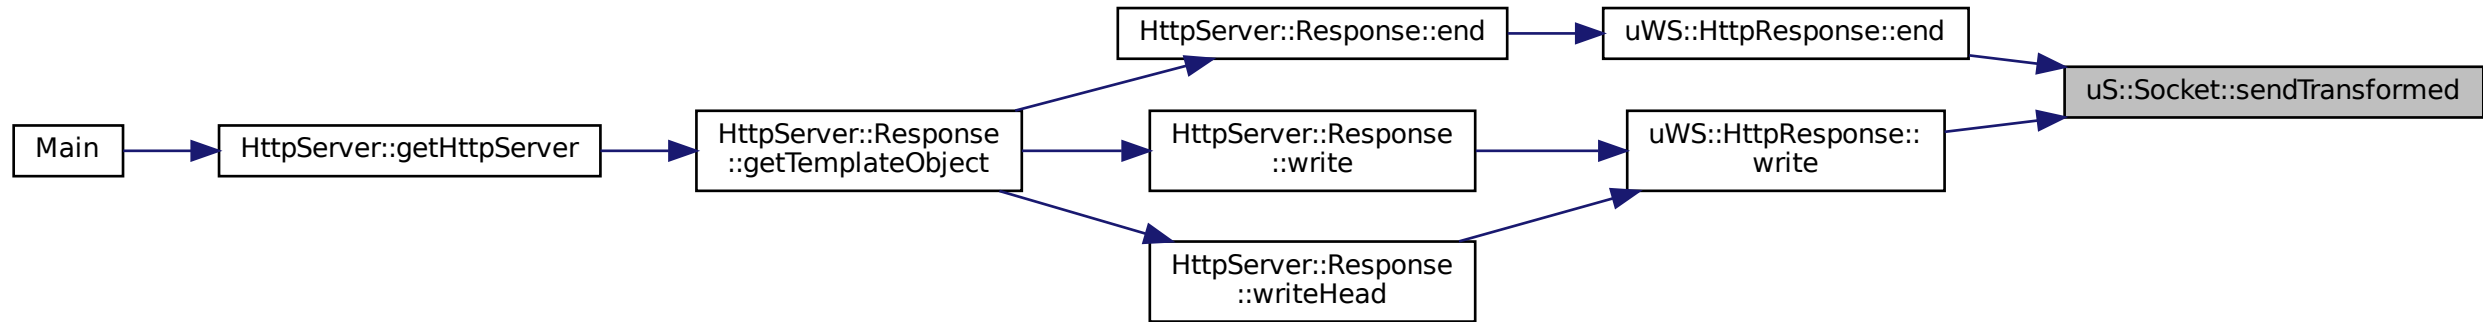 Main
HttpServer::getHttpServer
HttpServer::Response
::getTemplateObject
HttpServer::Response::end
HttpServer::Response
::write
HttpServer::Response
::writeHead
uWS::HttpResponse::end
uWS::HttpResponse::
write
uS::Socket::sendTransformed